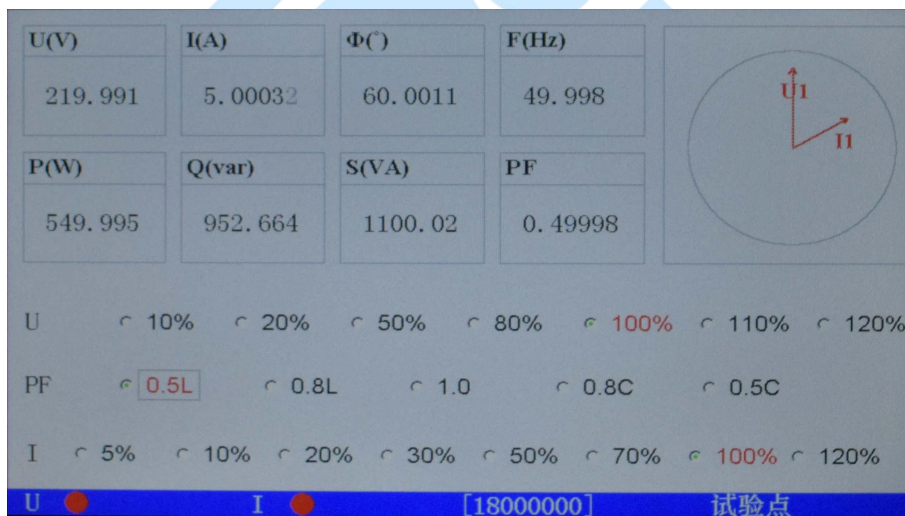 U(V) I(A) Φ(°) F(Hz)
219.991 5.00032 60.0011 49.998
U1
I1
P(W) Q(var) S(VA) PF
549.995 952.664 1100.02 0.49998
U 10% 20% 50% 80% 100% 110% 120%
PF 0.5L 0.8L 1.0 0.8C 0.5C
I 5% 10% 20% 30% 50% 70% 100% 120%
U I [18000000] 试验点